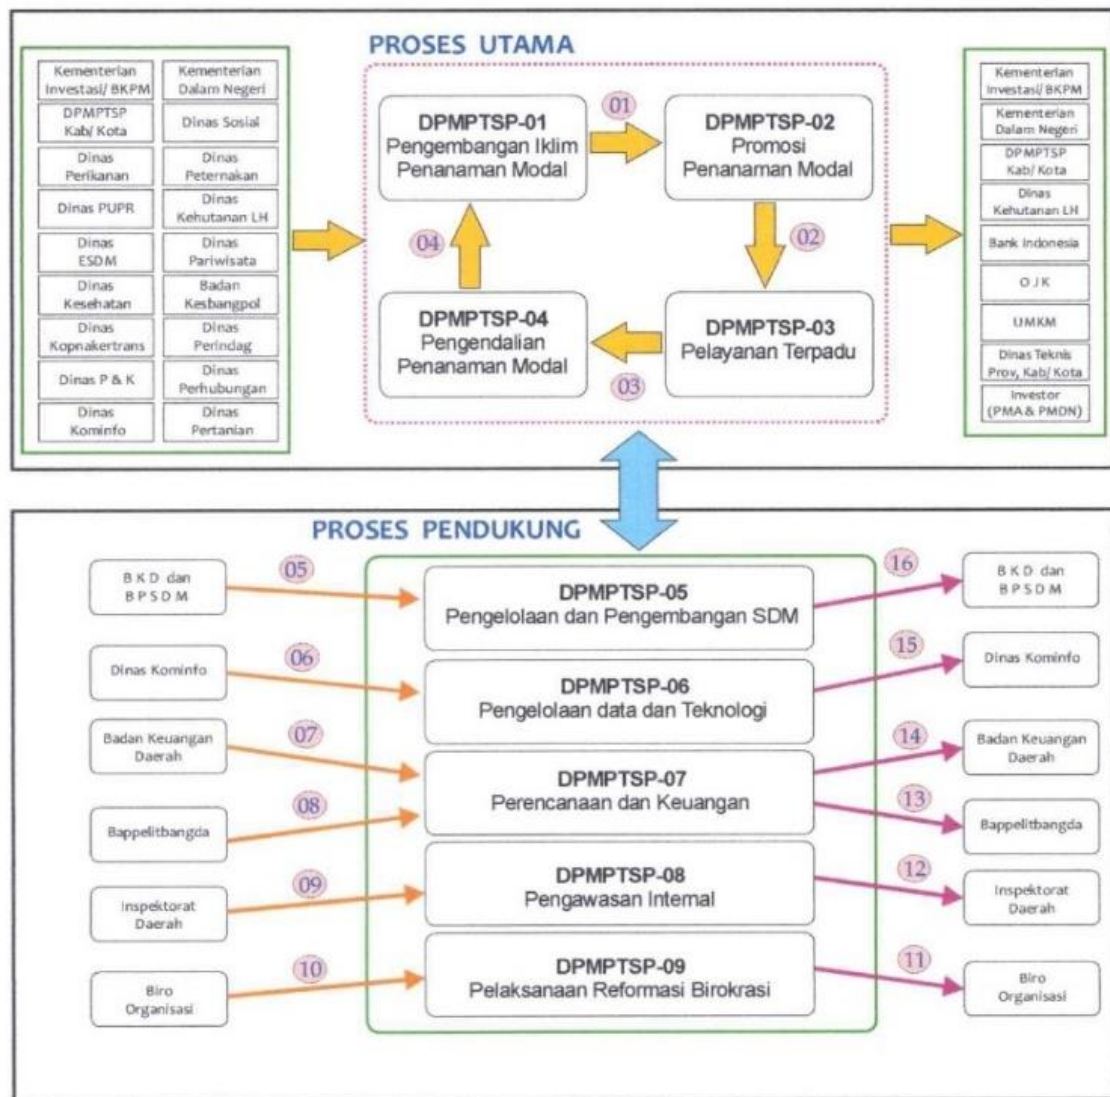 PROSES UTAMA
Kementerian
Investasi/ BKPM
Kementerian
Dalam Negeri
DPMPTSP
Kab/ Kota
Dinas Sosial
Dinas
Perikanan
Dinas
Peternakan
Dinas PUPR
Dinas
Kehutanan LH
Dinas
ESDM
Dinas
Pariwisata
Dinas
Kesehatan
Badan
Kesbangpol
Dinas
Kopnakertrans
Dinas
Perindag
Dinas P & K
Dinas
Perhubungan
Dinas
Kominfo
Dinas
Pertanian
DPMPTSP-01
Pengembangan Iklim
Penanaman Modal
01
DPMPTSP-02
Promosi
Penanaman Modal
04
02
DPMPTSP-04
Pengendalian
Penanaman Modal
DPMPTSP-03
Pelayanan Terpadu
03
Kementerian
Investasi/ BKPM
Kementerian
Dalam Negeri
DPMPTSP
Kab/ Kota
Dinas
Kehutanan LH
Bank Indonesia
O J K
UMKM
Dinas Teknis
Prov, Kab/ Kota
Investor
(PMA & PMDN)
PROSES PENDUKUNG
B K D dan
B P S D M
05
DPMPTSP-05
Pengelolaan dan Pengembangan SDM
16
B K D dan
B P S D M
Dinas Kominfo
06
DPMPTSP-06
Pengelolaan data dan Teknologi
15
Dinas Kominfo
Badan Keuangan
Daerah
07
DPMPTSP-07
Perencanaan dan Keuangan
14
Badan Keuangan
Daerah
Bappelitbangda
08
13
Bappelitbangda
Inspektorat
Daerah
09
DPMPTSP-08
Pengawasan Internal
12
Inspektorat
Daerah
Biro
Organisasi
10
DPMPTSP-09
Pelaksanaan Reformasi Birokrasi
11
Biro
Organisasi